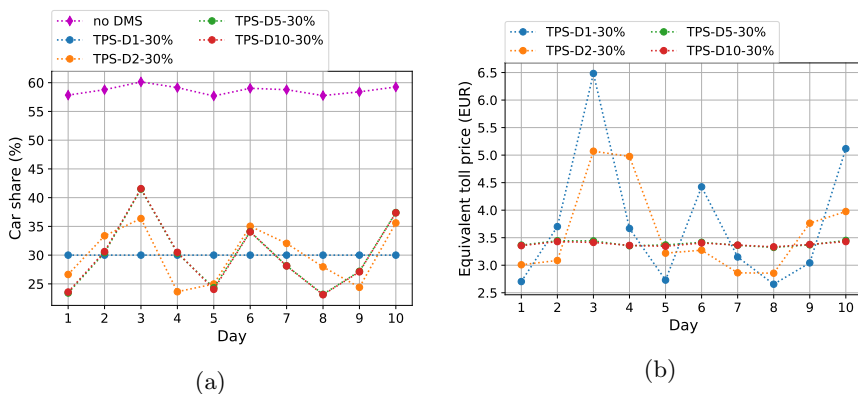 no DMS
TPS-D1-30%
TPS-D2-30%
TPS-D5-30%
TPS-D10-30%
Car share (%)
60
55
50
45
40
35
30
25
1 2 3 4 5 6 7 8 9 10
Day
(a)
TPS-D1-30%
TPS-D2-30%
TPS-D5-30%
TPS-D10-30%
Equivalent toll price (EUR)
6.5
6.0
5.5
5.0
4.5
4.0
3.5
3.0
2.5
1 2 3 4 5 6 7 8 9 10
Day
(b)